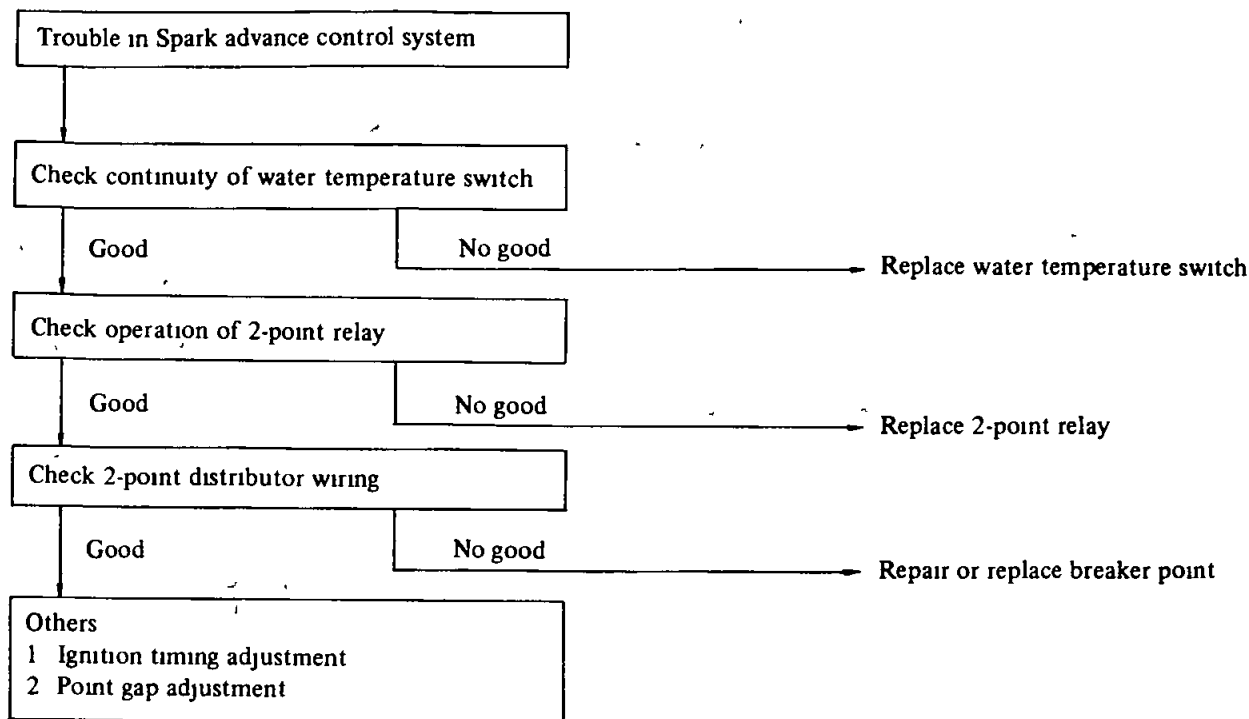 Trouble in Spark advance control system
Check continuity of water temperature switch
Good
No good
Replace water temperature switch
Check operation of 2-point relay
Good
No good
Replace 2-point relay
Check 2-point distributor wiring
Good
No good
Repair or replace breaker point
Others
1 Ignition timing adjustment
2 Point gap adjustment